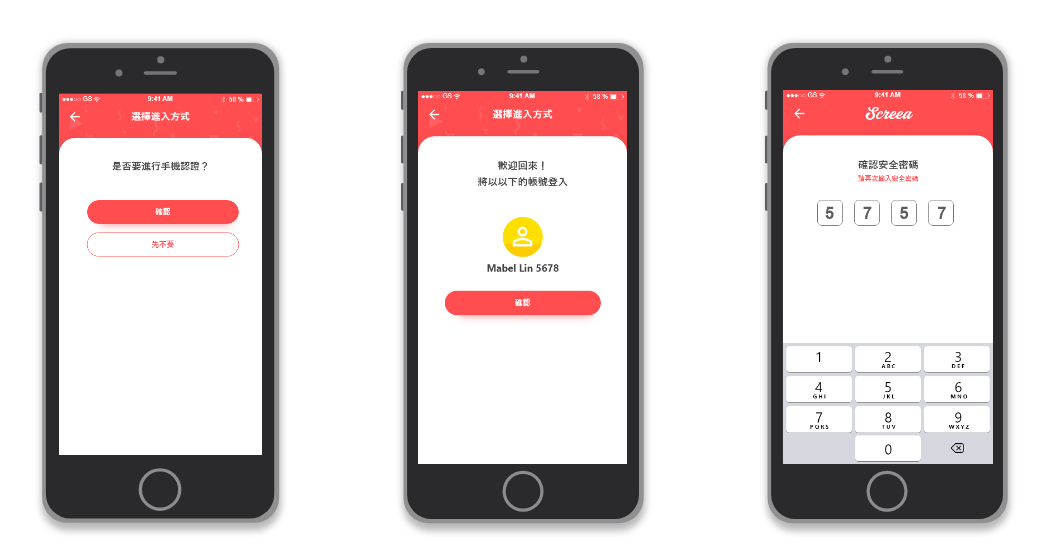 GS 9:41 AM 58 %
選擇進入方式
是否要進行手機認證？
確認
先不要
GS 9:41 AM 58 %
選擇進入方式
歡迎回來！
將以以下的帳號登入
Mabel Lin 5678
確認
GS 9:41 AM 58 %
Screea
確認安全密碼
請再次輸入安全密碼
5 7 5 7
1 2 3
ABC DEF
4 5 6
GHI JKL MNO
7 8 9
PQRS TUV WXYZ
0